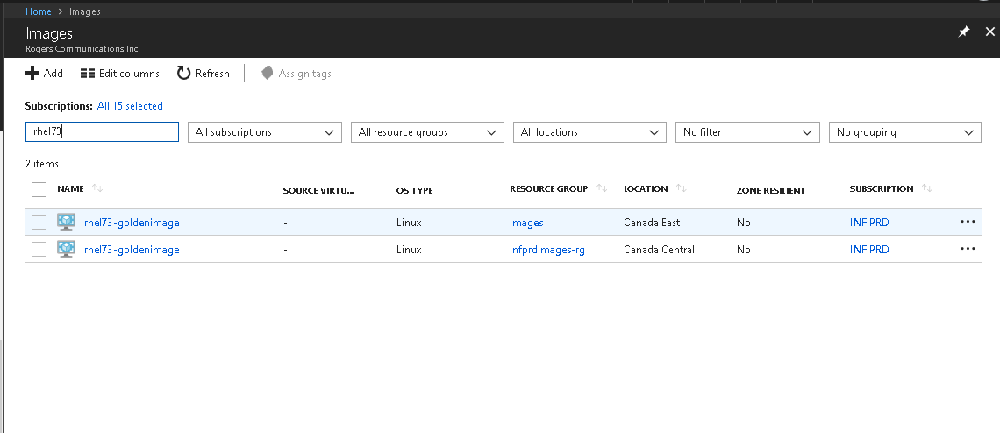 Home > Images
Images
Rogers Communications Inc
Add Edit columns Refresh Assign tags
Subscriptions: All 15 selected
rhel73 All subscriptions All resource groups All locations No filter No grouping
2 items
NAME SOURCE VIRTU... OS TYPE RESOURCE GROUP LOCATION ZONE RESILIENT SUBSCRIPTION
rhel73-goldenimage - Linux images Canada East No INF PRD
rhel73-goldenimage - Linux infprdimages-rg Canada Central No INF PRD